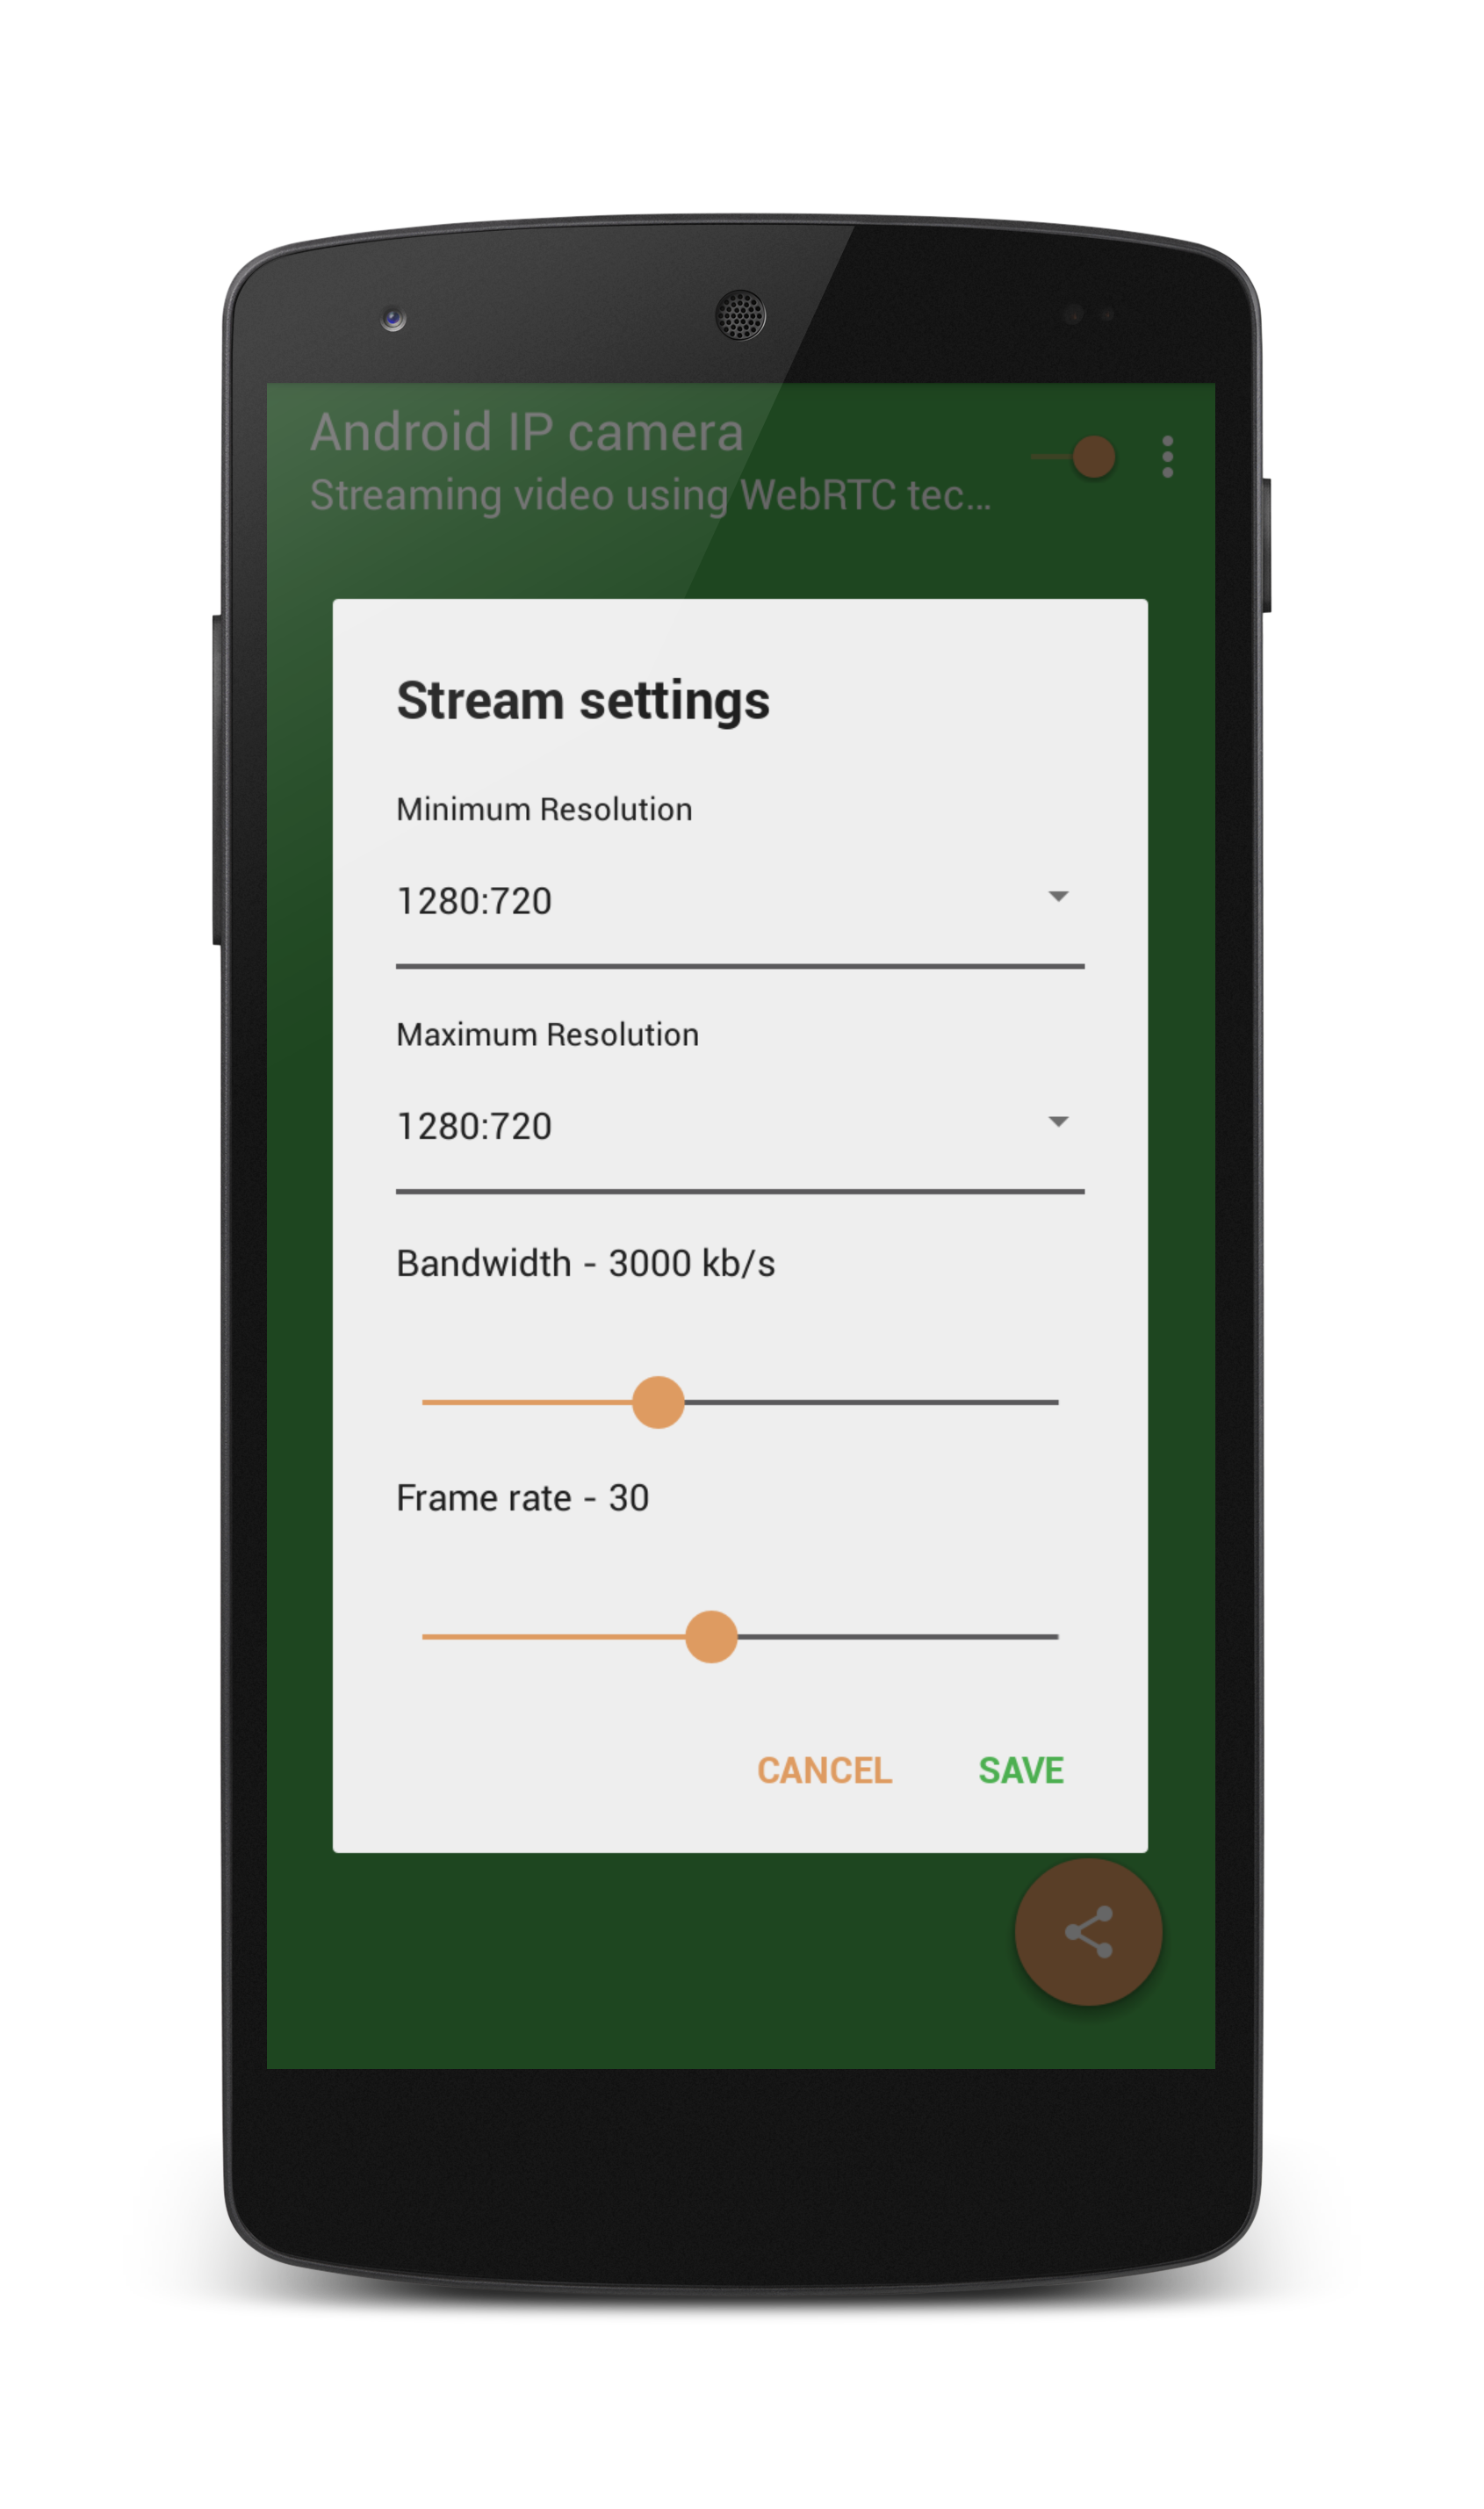 Android IP camera
Streaming video using WebRTC tec...
Stream settings
Minimum Resolution
1280:720
Maximum Resolution
1280:720
Bandwidth - 3000 kb/s
Frame rate - 30
CANCEL SAVE